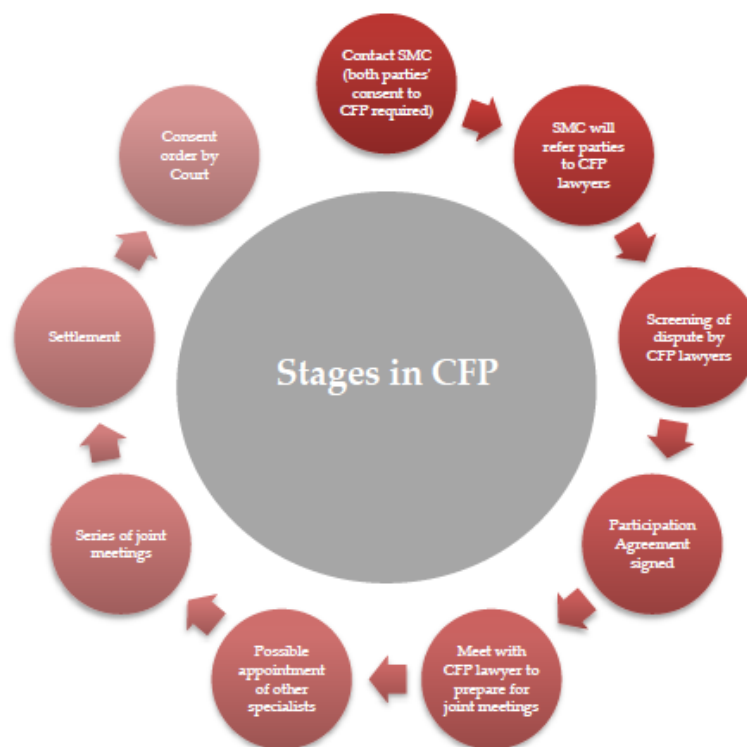 Contact SMC
(both parties'
consent to
CFP required)
SMC will
refer parties
to CFP
lawyers
Screening of
dispute by
CFP lawyers
Participation
Agreement
signed
Meet with
CFP lawyer to
prepare for
joint meetings
Possible
appointment
of other
specialists
Series of joint
meetings
Settlement
Consent
order by
Court
Stages in CFP